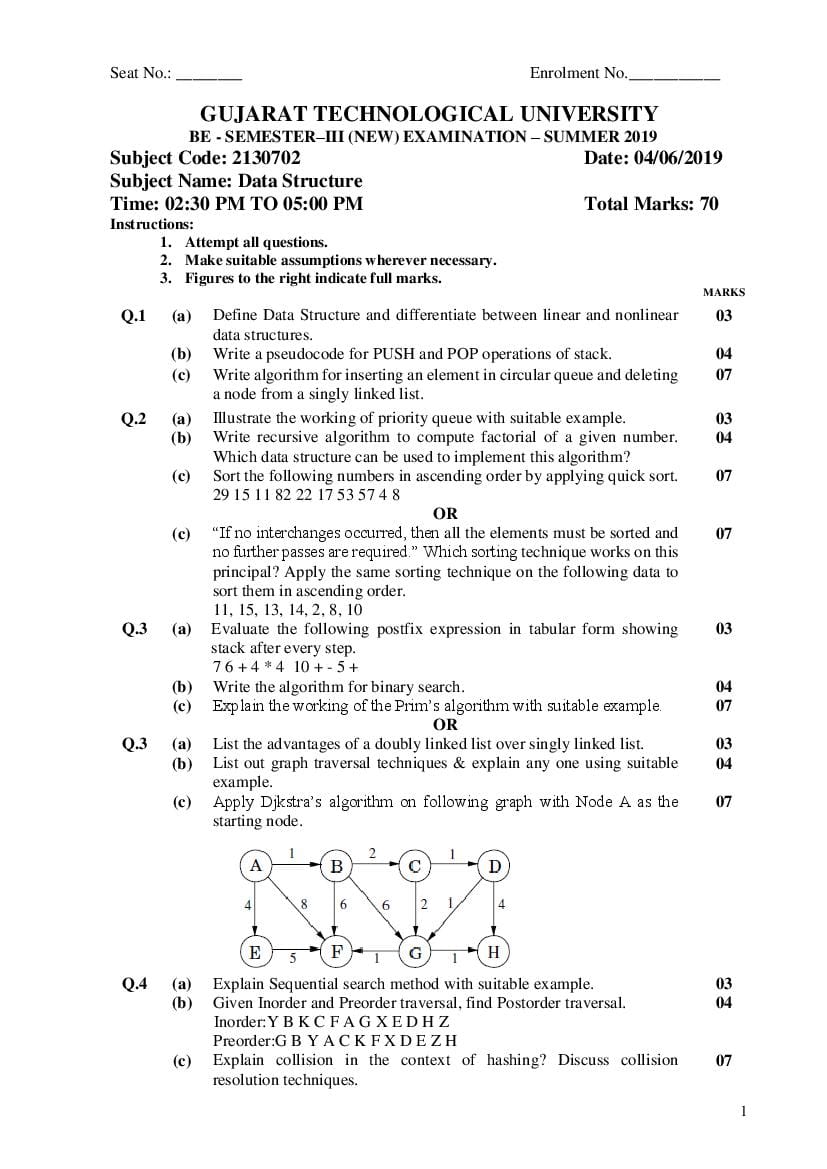 Seat No.: ________ Enrolment No.___________
GUJARAT TECHNOLOGICAL UNIVERSITY
BE - SEMESTER–III (NEW) EXAMINATION – SUMMER 2019
Subject Code: 2130702 Date: 04/06/2019
Subject Name: Data Structure
Time: 02:30 PM TO 05:00 PM Total Marks: 70
Instructions:
1. Attempt all questions.
2. Make suitable assumptions wherever necessary.
3. Figures to the right indicate full marks.
MARKS
Q.1 (a) Define Data Structure and differentiate between linear and nonlinear 03
data structures.
(b) Write a pseudocode for PUSH and POP operations of stack. 04
(c) Write algorithm for inserting an element in circular queue and deleting 07
a node from a singly linked list.
Q.2 (a) Illustrate the working of priority queue with suitable example. 03
(b) Write recursive algorithm to compute factorial of a given number. 04
Which data structure can be used to implement this algorithm?
(c) Sort the following numbers in ascending order by applying quick sort. 07
29 15 11 82 22 17 53 57 4 8
OR
(c) “If no interchanges occurred, then all the elements must be sorted and 07
no further passes are required.” Which sorting technique works on this
principal? Apply the same sorting technique on the following data to
sort them in ascending order.
11, 15, 13, 14, 2, 8, 10
Q.3 (a) Evaluate the following postfix expression in tabular form showing 03
stack after every step.
7 6 + 4 * 4 10 + - 5 +
(b) Write the algorithm for binary search. 04
(c) Explain the working of the Prim’s algorithm with suitable example. 07
OR
Q.3 (a) List the advantages of a doubly linked list over singly linked list. 03
(b) List out graph traversal techniques & explain any one using suitable 04
example.
(c) Apply Djkstra’s algorithm on following graph with Node A as the 07
starting node.
1 2 1
A B C D
4 8 6 6 2 1 4
E F G H
5 1 1
Q.4 (a) Explain Sequential search method with suitable example. 03
(b) Given Inorder and Preorder traversal, find Postorder traversal. 04
Inorder:Y B K C F A G X E D H Z
Preorder:G B Y A C K F X D E Z H
(c) Explain collision in the context of hashing? Discuss collision 07
resolution techniques.
1